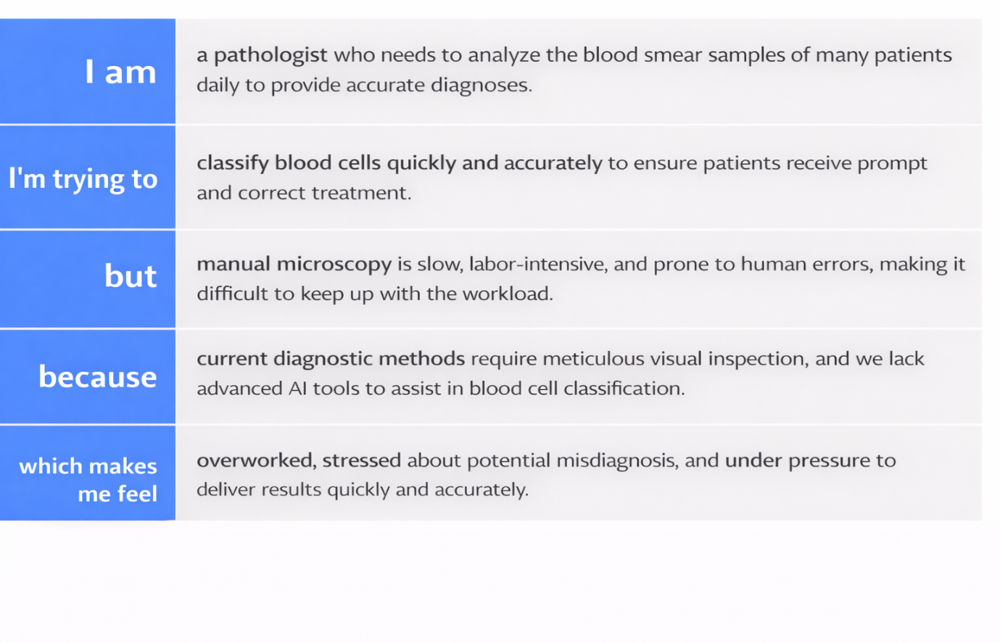 I am
a pathologist who needs to analyze the blood smear samples of many patients
daily to provide accurate diagnoses.
I'm trying to
classify blood cells quickly and accurately to ensure patients receive prompt
and correct treatment.
but
manual microscopy is slow, labor-intensive, and prone to human errors, making it
difficult to keep up with the workload.
because
current diagnostic methods require meticulous visual inspection, and we lack
advanced AI tools to assist in blood cell classification.
which makes
me feel
overworked, stressed about potential misdiagnosis, and under pressure to
deliver results quickly and accurately.